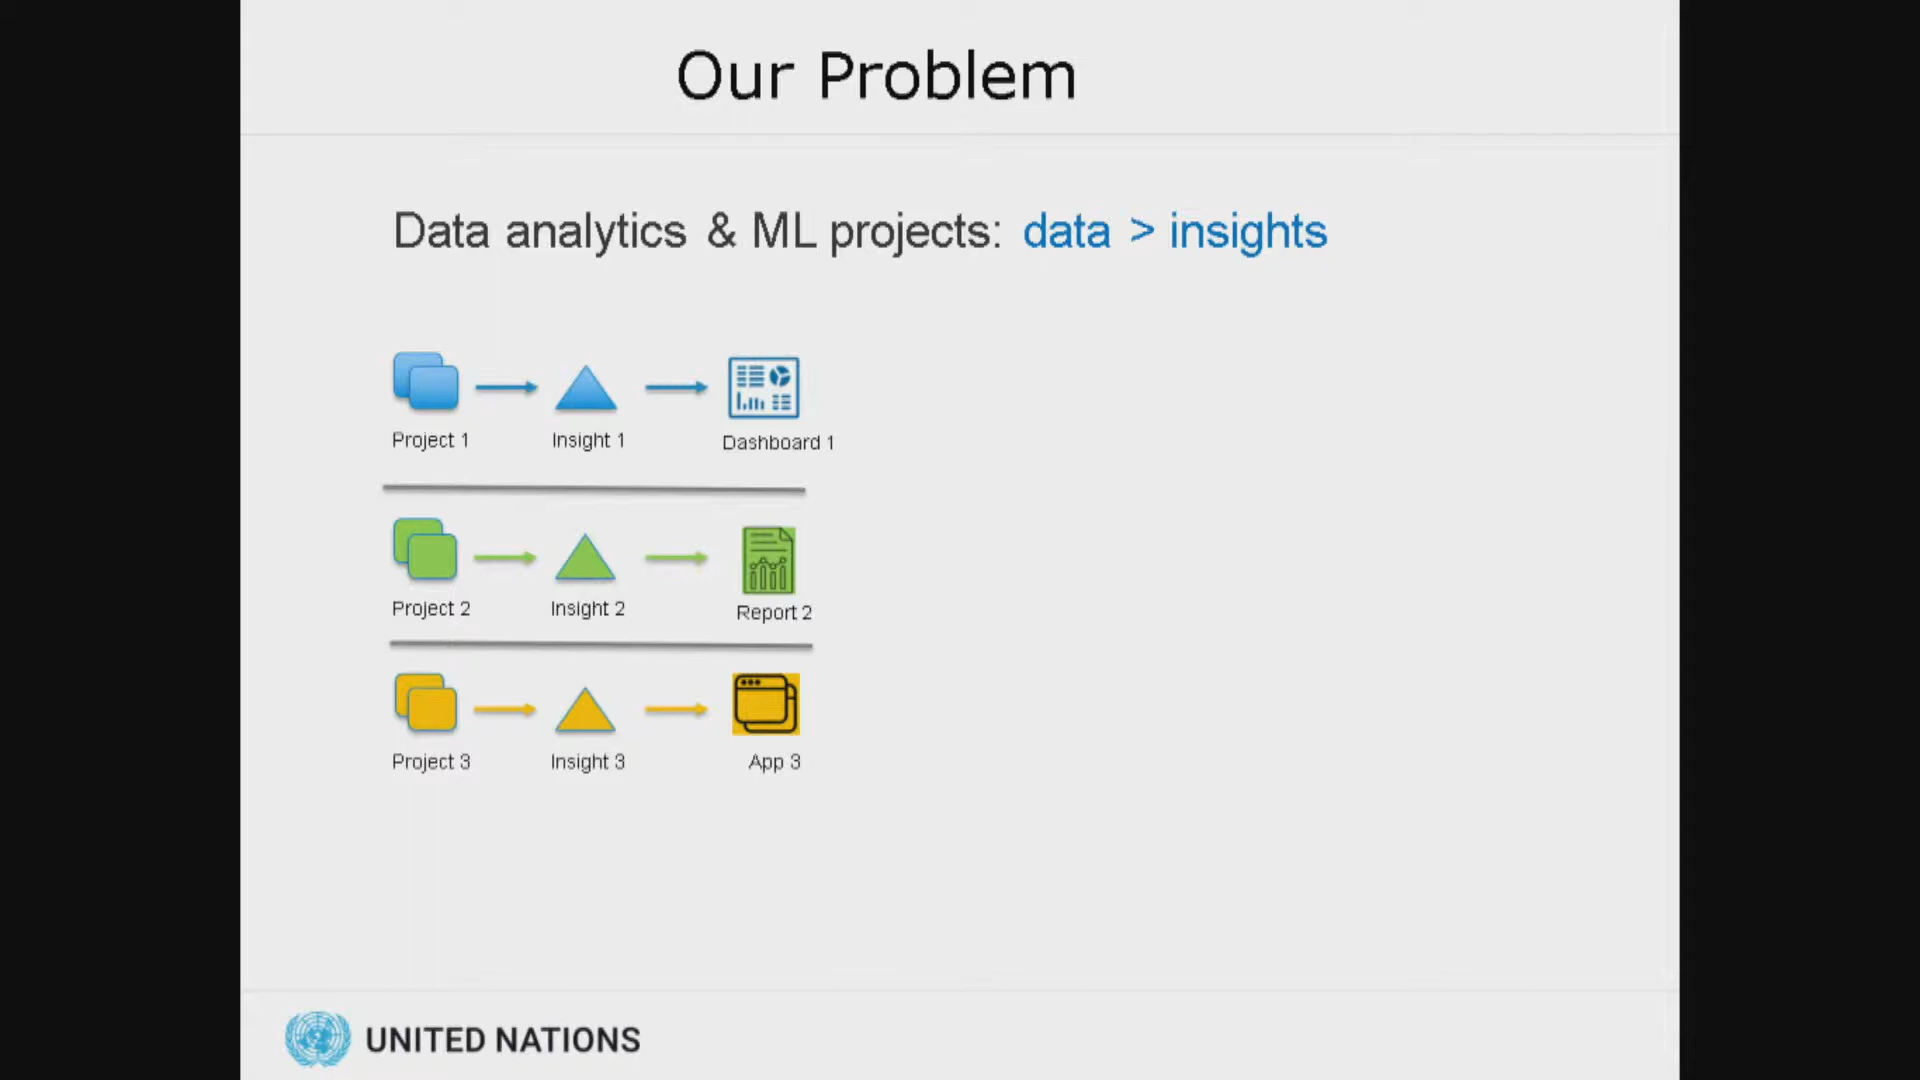 Our Problem
Data analytics & ML projects: data > insights
Project 1
Insight 1
Dashboard 1
Project 2
Insight 2
Report 2
Project 3
Insight 3
App 3
UNITED NATIONS